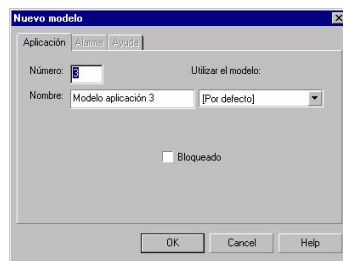 Nuevo modelo
Aplicación Alarma Ayuda
Número: 3 Utilizar el modelo:
Nombre: Modelo aplicación 3 [Por defecto]
Bloqueado
OK Cancel Help